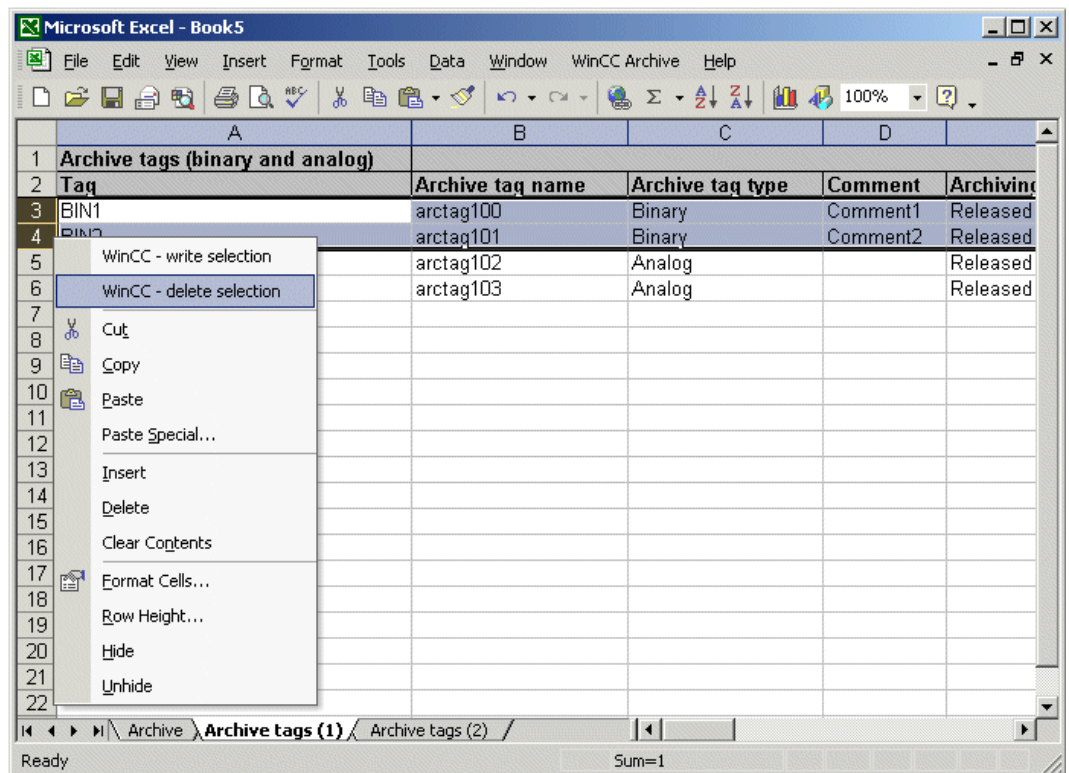 Microsoft Excel - Book5
File Edit View Insert Format Tools Data Window WinCC Archive Help
ABC Σ A Z Z A 100% ?
A B C D
1 Archive tags (binary and analog)
2 Tag Archive tag name Archive tag type Comment Archiving
3 BIN1 arctag100 Binary Comment1 Released
4 BIN2 arctag101 Binary Comment2 Released
WinCC - write selection
5 arctag102 Analog Released
WinCC - delete selection
6 arctag103 Analog Released
7
Cut
8
9 Copy
10 Paste
11
Paste Special...
12
13 Insert
14
Delete
15
16 Clear Contents
17 Format Cells...
18
Row Height...
19
20 Hide
21
Unhide
22
Archive Archive tags (1) Archive tags (2)
Ready Sum=1